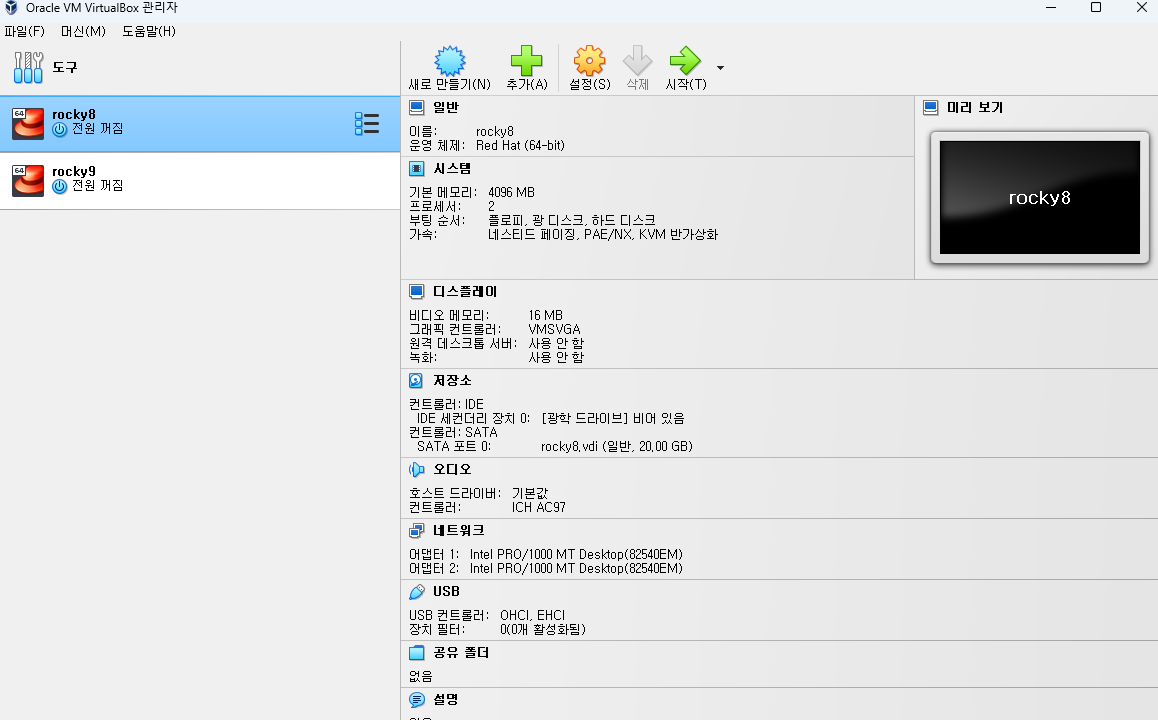 Oracle VM VirtualBox 관리자
파일(F) 머신(M) 도움말(H)
도구
새로 만들기(N) 추가(A) 설정(S) 삭제 시작(T)
64
rocky8
전원 꺼짐
64
rocky9
전원 꺼짐
일반
이름: rocky8
운영 체제: Red Hat (64-bit)
시스템
기본 메모리: 4096 MB
프로세서: 2
부팅 순서: 플로피, 광 디스크, 하드 디스크
가속: 네스티드 페이징, PAE/NX, KVM 반가상화
미리 보기
rocky8
디스플레이
비디오 메모리: 16 MB
그래픽 컨트롤러: VMSVGA
원격 데스크톱 서버: 사용 안 함
녹화: 사용 안 함
저장소
컨트롤러: IDE
IDE 세컨더리 장치 0: [광학 드라이브] 비어 있음
컨트롤러: SATA
SATA 포트 0: rocky8.vdi (일반, 20.00 GB)
오디오
호스트 드라이버: 기본값
컨트롤러: ICH AC97
네트워크
어댑터 1: Intel PRO/1000 MT Desktop(82540EM)
어댑터 2: Intel PRO/1000 MT Desktop(82540EM)
USB
USB 컨트롤러: OHCI, EHCI
장치 필터: 0(0개 활성화됨)
공유 폴더
없음
설명